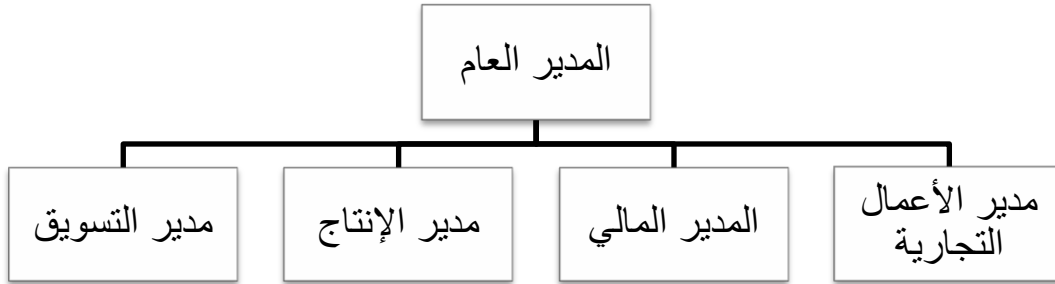 المدير العام
مدير الأعمال
التجارية
المدير المالي
مدير الإنتاج
مدير التسويق